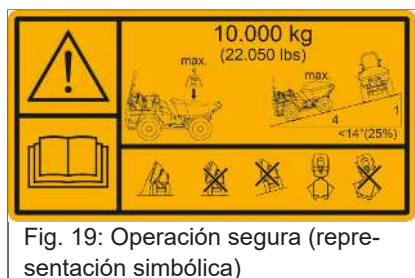 10.000 kg
(22.050 lbs)
max.
max.
4
1
<14°(25%)
Fig. 19: Operación segura (repre-
sentación simbólica)